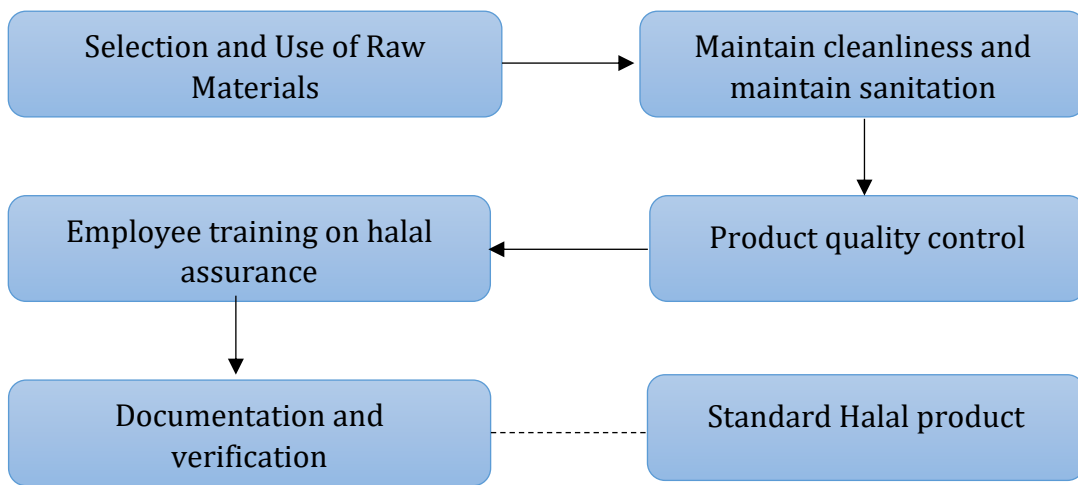 Selection and Use of Raw
Materials
Maintain cleanliness and
maintain sanitation
Employee training on halal
assurance
Product quality control
Documentation and
verification
Standard Halal product